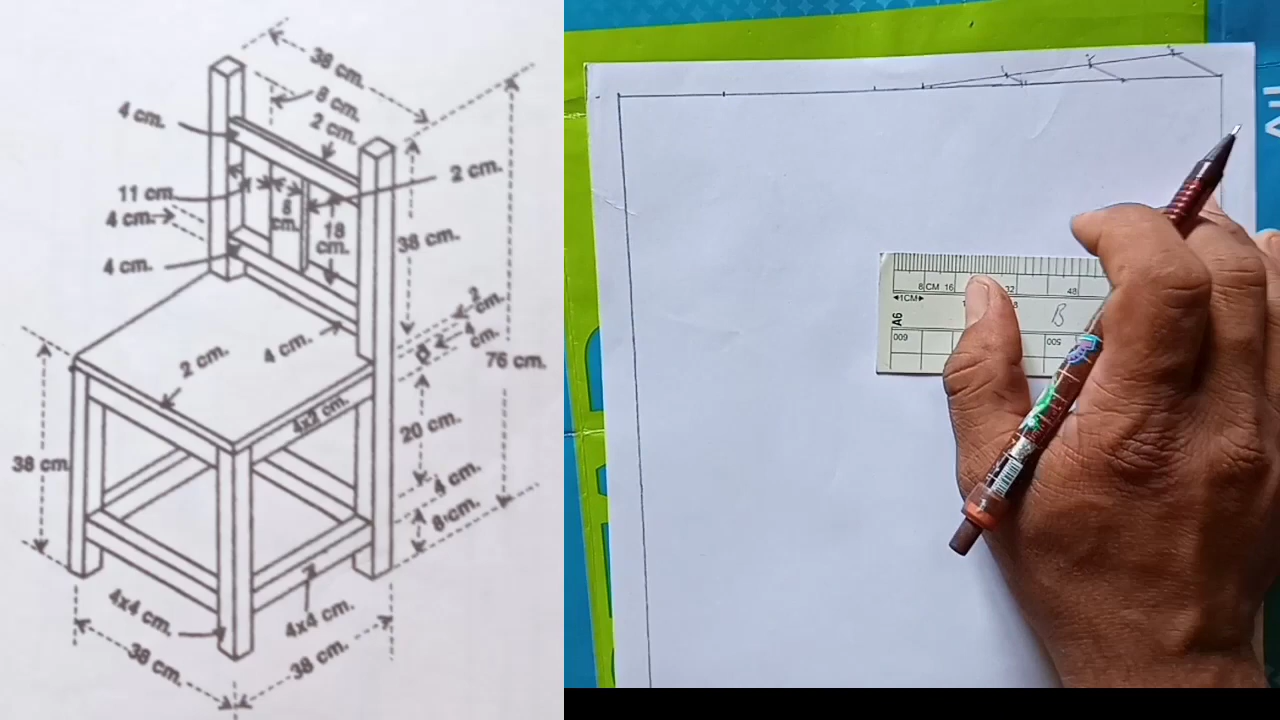 38 cm.
8 cm.
2 cm.
4 cm.
2 cm.
11 cm
8
cm.
4 cm.
18
cm.
38 cm.
4 cm.
2
cm.
4
cm.
76 cm.
2 cm.
4 cm.
4x2 cm.
20 cm.
38 cm.
4 cm.
8 cm.
4x4 cm.
4x4 cm.
38 cm.
38 cm.
8 CM 16
32
48
1CM
A6
B
600
500